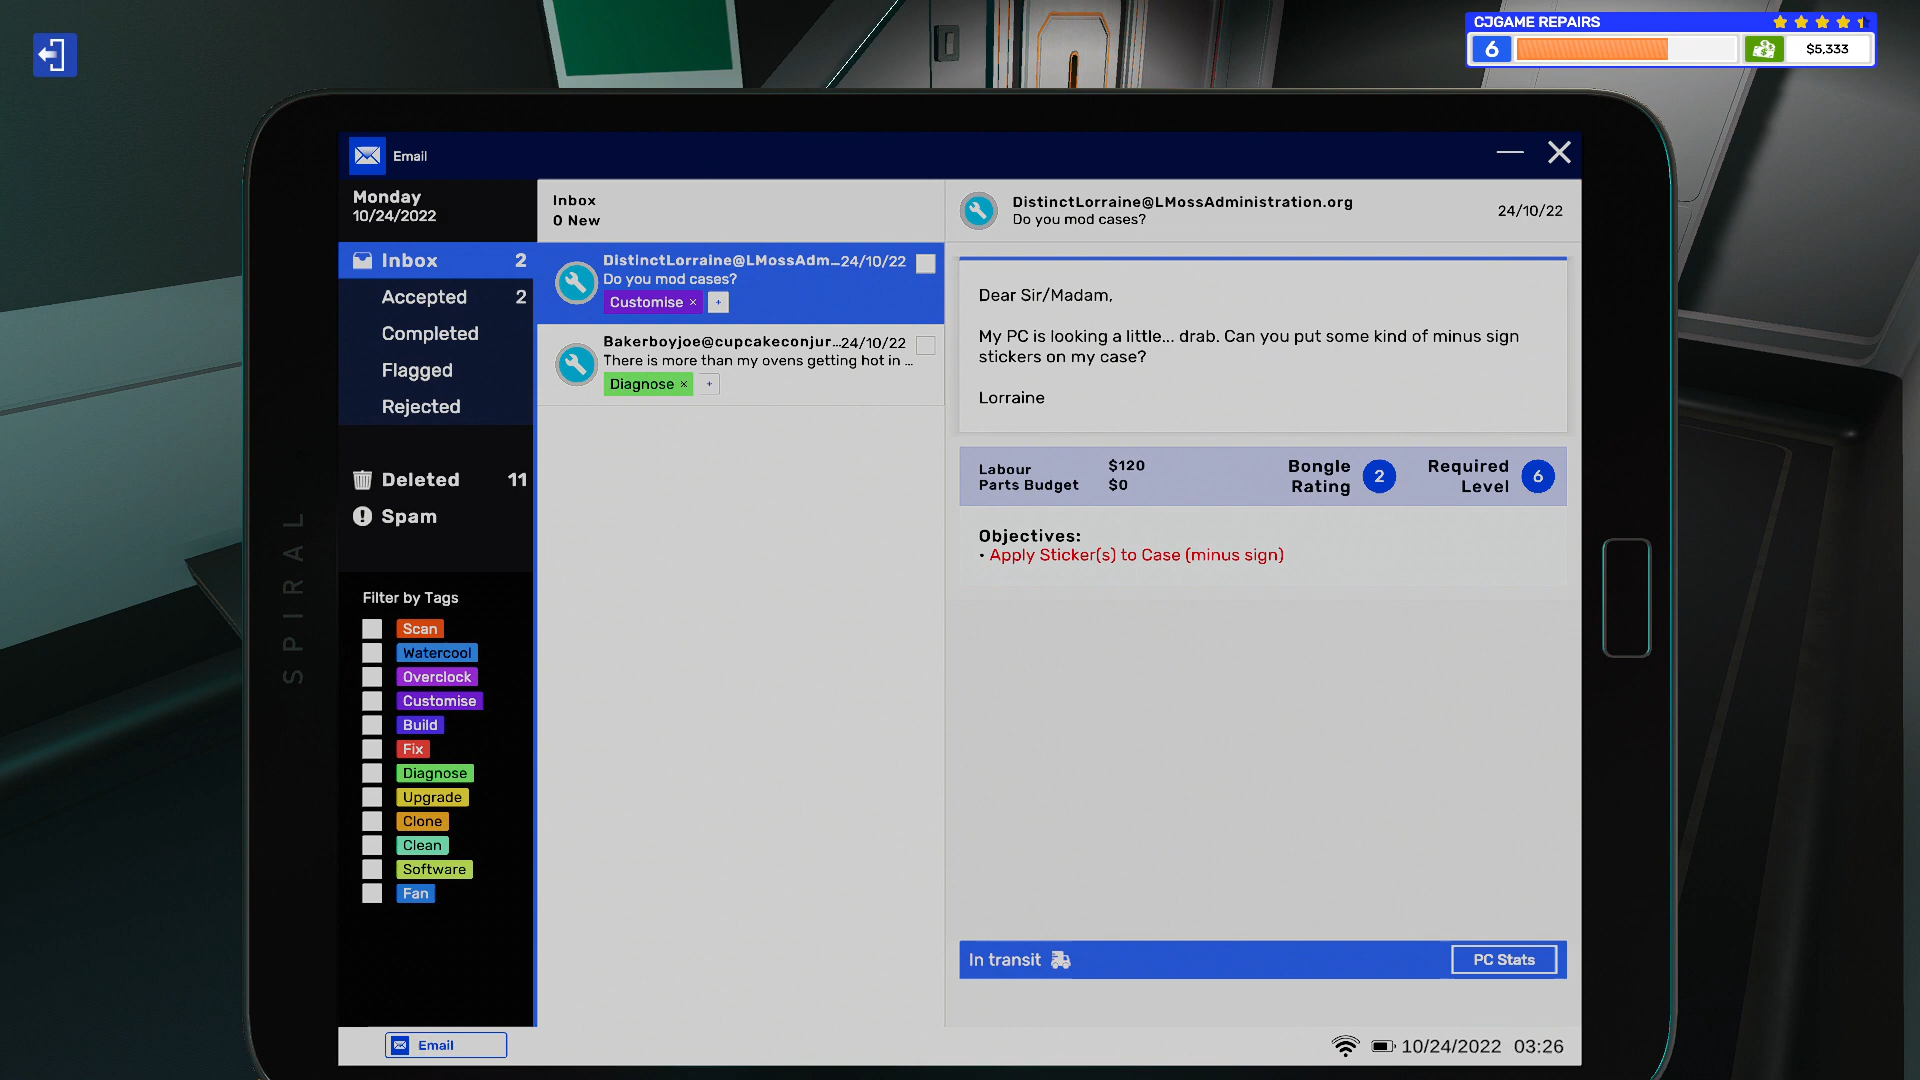 CJGAME REPAIRS
6
$5,333
Email
Monday
10/24/2022
Inbox 2
Accepted 2
Completed
Flagged
Rejected
Deleted 11
Spam
Filter by Tags
Scan
Watercool
Overclock
Customise
Build
Fix
Diagnose
Upgrade
Clone
Clean
Software
Fan
SPIRAL
Inbox
0 New
DistinctLorraine@LMossAdm... 24/10/22
Do you mod cases?
Customise × +
Bakerboyjoe@cupcakeconjur... 24/10/22
There is more than my ovens getting hot in ...
Diagnose × +
DistinctLorraine@LMossAdministration.org
Do you mod cases?
24/10/22
Dear Sir/Madam,
My PC is looking a little... drab. Can you put some kind of minus sign
stickers on my case?
Lorraine
Labour $120
Parts Budget $0
Bongle
Rating
2
Required
Level
6
Objectives:
• Apply Sticker(s) to Case (minus sign)
In transit
PC Stats
Email
10/24/2022 03:26